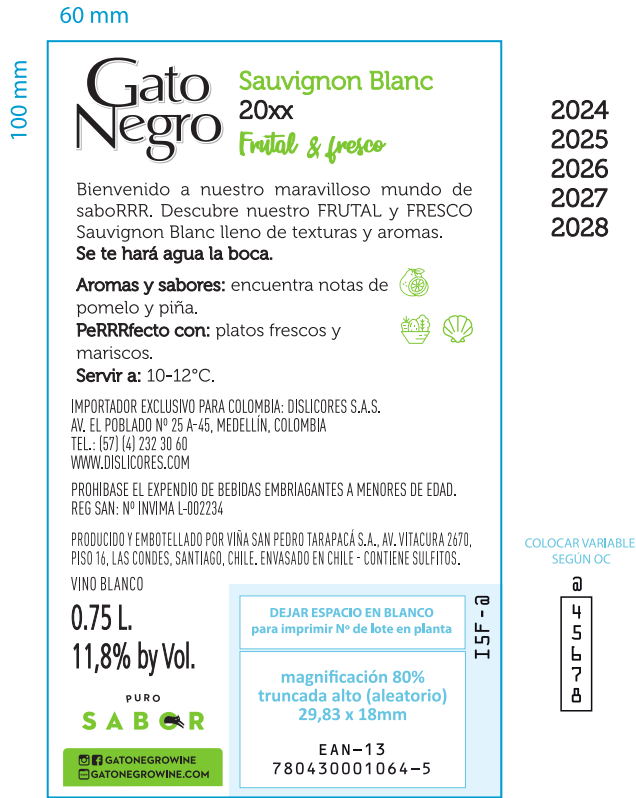 60 mm
100 mm
Gato
Negro
Sauvignon Blanc
20xx
Frutal & fresco
Bienvenido a nuestro maravilloso mundo de
saboRRR. Descubre nuestro FRUTAL y FRESCO
Sauvignon Blanc lleno de texturas y aromas.
Se te hará agua la boca.
Aromas y sabores: encuentra notas de
pomelo y piña.
PeRRRfecto con: platos frescos y
mariscos.
Servir a: 10-12°C.
IMPORTADOR EXCLUSIVO PARA COLOMBIA: DISLICORES S.A.S.
AV. EL POBLADO Nº 25 A-45, MEDELLÍN, COLOMBIA
TEL.: (57) (4) 232 30 60
WWW.DISLICORES.COM
PROHIBASE EL EXPENDIO DE BEBIDAS EMBRIAGANTES A MENORES DE EDAD.
REG SAN: Nº INVIMA L-002234
PRODUCIDO Y EMBOTELLADO POR VIÑA SAN PEDRO TARAPACÁ S.A., AV. VITACURA 2670,
PISO 16, LAS CONDES, SANTIAGO, CHILE. ENVASADO EN CHILE - CONTIENE SULFITOS.
VINO BLANCO
0.75 L.
11,8% by Vol.
PURO
SABOR
GATONEGROWINE
GATONEGROWINE.COM
DEJAR ESPACIO EN BLANCO
para imprimir Nº de lote en planta
magnificación 80%
truncada alto (aleatorio)
29,83 x 18mm
EAN-13
780430001064-5
ISF-a
2024
2025
2026
2027
2028
COLOCAR VARIABLE
SEGÚN OC
a
4
5
6
7
8